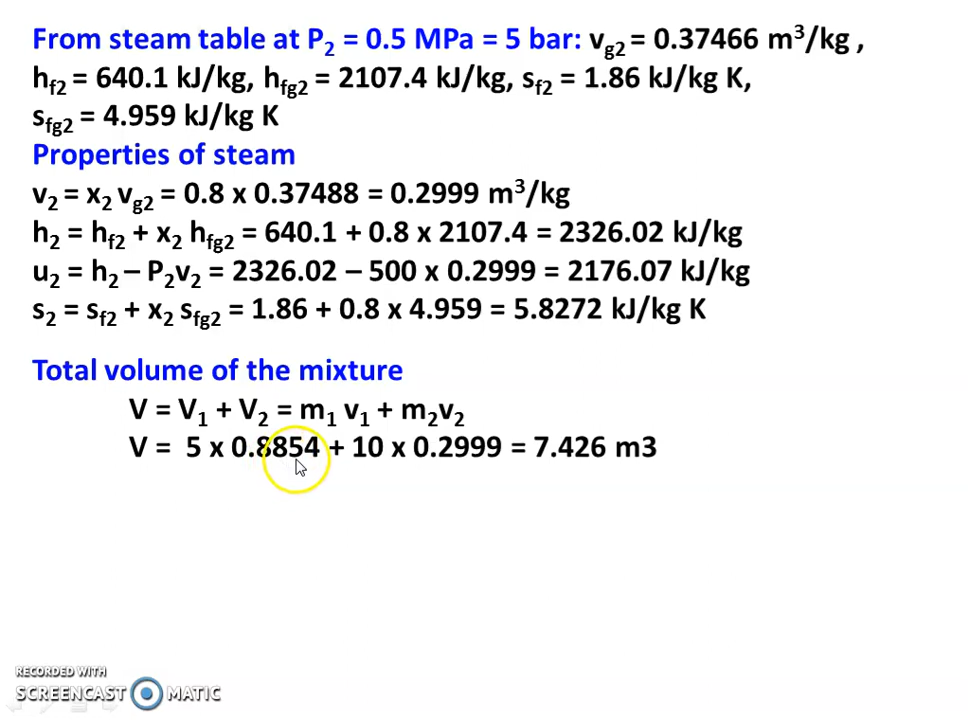 From steam table at P2 = 0.5 MPa = 5 bar: vg2 = 0.37466 m³/kg ,
hf2 = 640.1 kJ/kg, hfg2 = 2107.4 kJ/kg, sf2 = 1.86 kJ/kg K,
sfg2 = 4.959 kJ/kg K
Properties of steam
v2 = x2 vg2 = 0.8 x 0.37488 = 0.2999 m³/kg
h2 = hf2 + x2 hfg2 = 640.1 + 0.8 x 2107.4 = 2326.02 kJ/kg
u2 = h2 – P2v2 = 2326.02 – 500 x 0.2999 = 2176.07 kJ/kg
s2 = sf2 + x2 sfg2 = 1.86 + 0.8 x 4.959 = 5.8272 kJ/kg K
Total volume of the mixture
V = V1 + V2 = m1 v1 + m2v2
V = 5 x 0.8854 + 10 x 0.2999 = 7.426 m3
RECORDED WITH
SCREENCAST MATIC